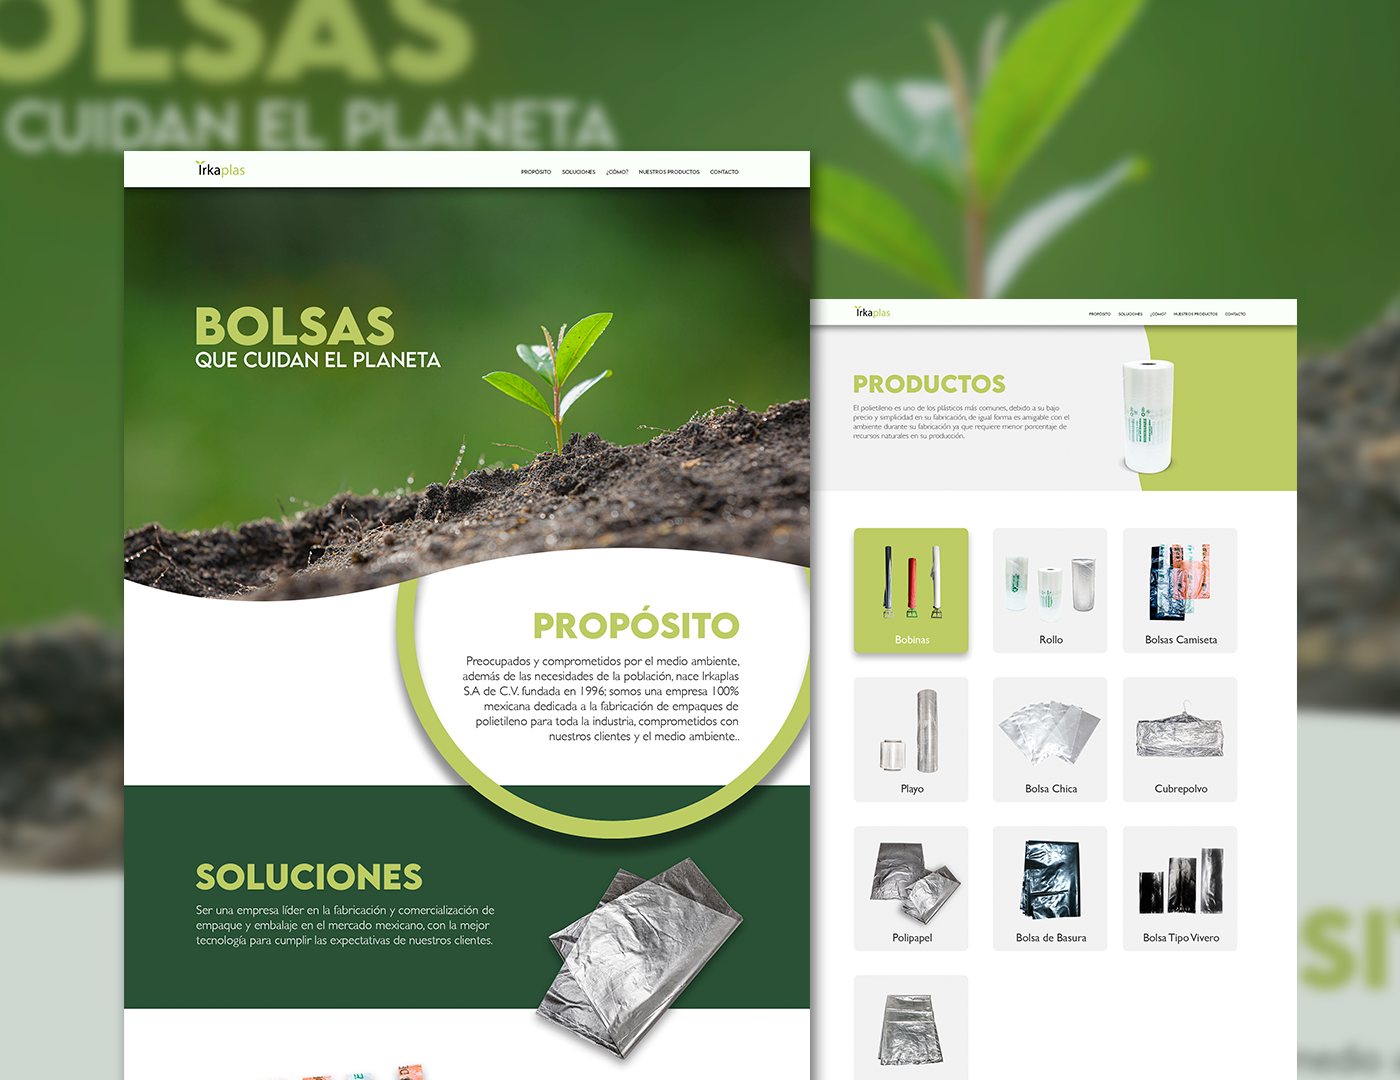 BOLSAS
CUIDAN EL PLANETA
Irkaplas
PROPÓSITO
SOLUCIONES
¿CÓMO?
NUESTROS PRODUCTOS
CONTACTO
BOLSAS
QUE CUIDAN EL PLANETA
PROPÓSITO
Preocupados y comprometidos por el medio ambiente,
además de las necesidades de la población, nace Irkaplas
S.A de C.V. fundada en 1996; somos una empresa 100%
mexicana dedicada a la fabricación de empaques de
polietileno para toda la industria, comprometidos con
nuestros clientes y el medio ambiente..
SOLUCIONES
Ser una empresa líder en la fabricación y comercialización de
empaque y embalaje en el mercado mexicano, con la mejor
tecnología para cumplir las expectativas de nuestros clientes.
Irkaplas
PROPÓSITO
SOLUCIONES
¿CÓMO?
NUESTROS PRODUCTOS
CONTACTO
PRODUCTOS
El polietileno es uno de los plásticos más comunes, debido a su bajo
precio y simplicidad en su fabricación, de igual forma es amigable con el
ambiente durante su fabricación ya que requiere menor porcentaje de
recursos naturales en su producción.
Bobinas
Rollo
Bolsas Camiseta
Playo
Bolsa Chica
Cubrepolvo
Polipapel
Bolsa de Basura
Bolsa Tipo Vivero